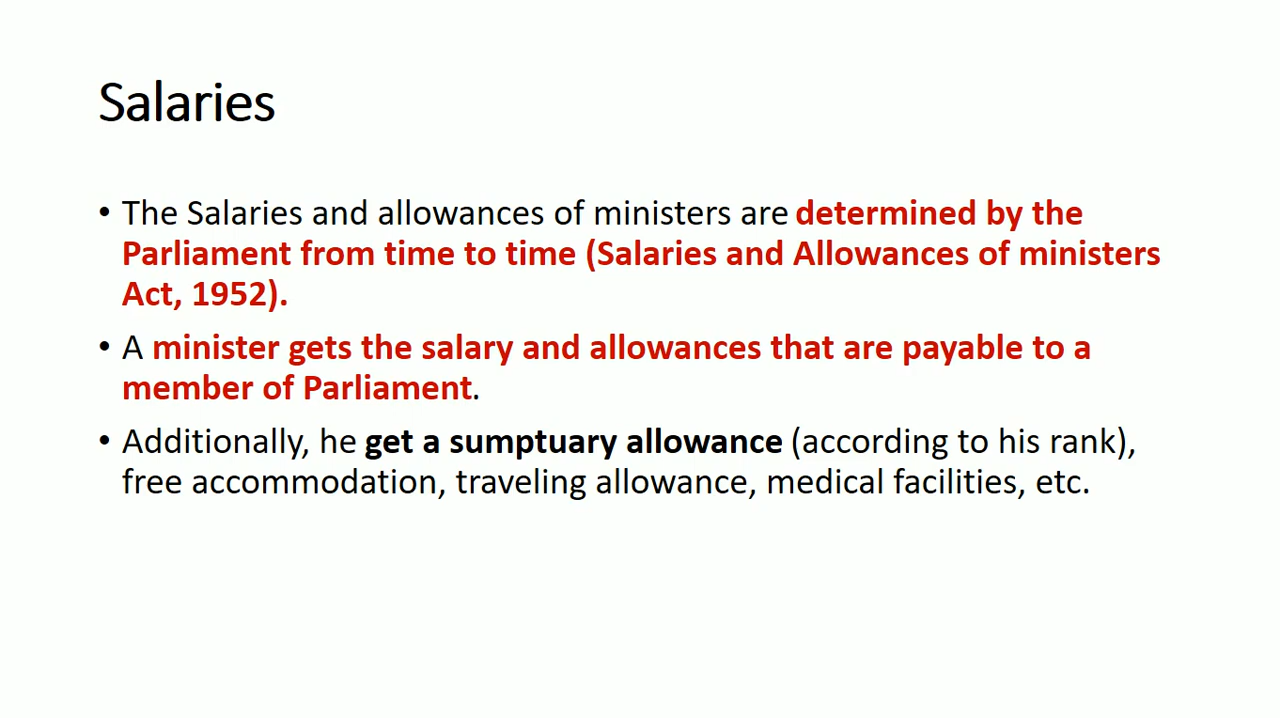 Salaries
• The Salaries and allowances of ministers are determined by the
Parliament from time to time (Salaries and Allowances of ministers
Act, 1952).
• A minister gets the salary and allowances that are payable to a
member of Parliament.
• Additionally, he get a sumptuary allowance (according to his rank),
free accommodation, traveling allowance, medical facilities, etc.